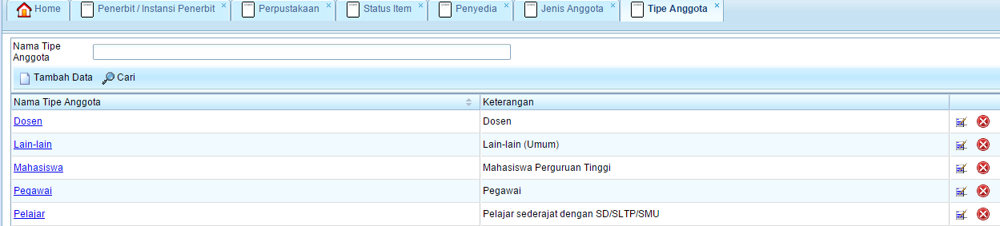 Home Penerbit / Instansi Penerbit × Perpustakaan × Status Item × Penyedia × Jenis Anggota × Tipe Anggota ×
Nama Tipe
Anggota
Tambah Data Cari
Nama Tipe Anggota Keterangan
Dosen Dosen
Lain-lain Lain-lain (Umum)
Mahasiswa Mahasiswa Perguruan Tinggi
Pegawai Pegawai
Pelajar Pelajar sederajat dengan SD/SLTP/SMU